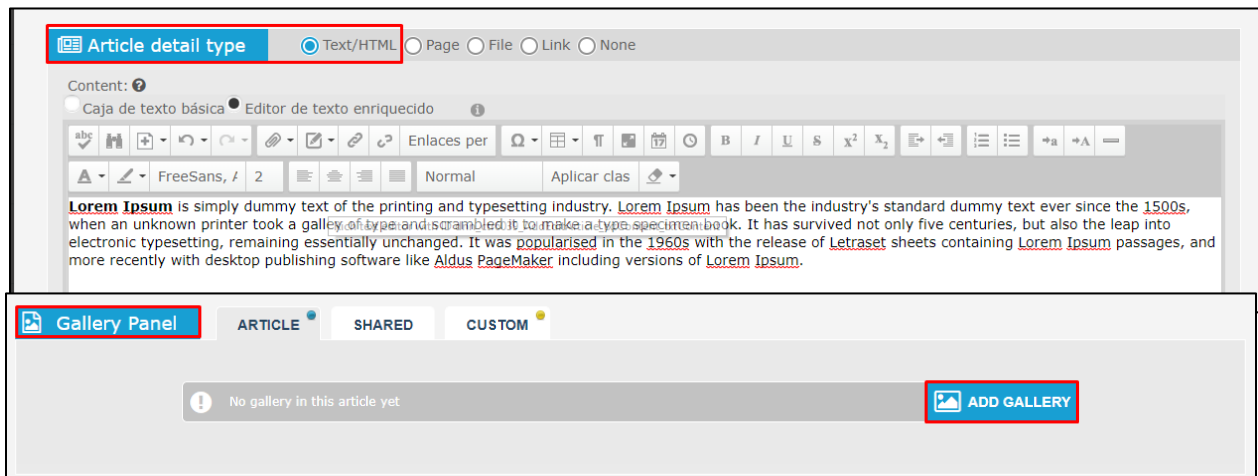 Article detail type Text/HTML Page File Link None
Content:
Caja de texto básica Editor de texto enriquecido
Enlaces per
FreeSans, 2 Normal Aplicar clas
Lorem Ipsum is simply dummy text of the printing and typesetting industry. Lorem Ipsum has been the industry's standard dummy text ever since the 1500s,
when an unknown printer took a galley of type and scrambled it to make a type specimen book. It has survived not only five centuries, but also the leap into
electronic typesetting, remaining essentially unchanged. It was popularised in the 1960s with the release of Letraset sheets containing Lorem Ipsum passages, and
more recently with desktop publishing software like Aldus PageMaker including versions of Lorem Ipsum.
Gallery Panel ARTICLE SHARED CUSTOM
No gallery in this article yet ADD GALLERY